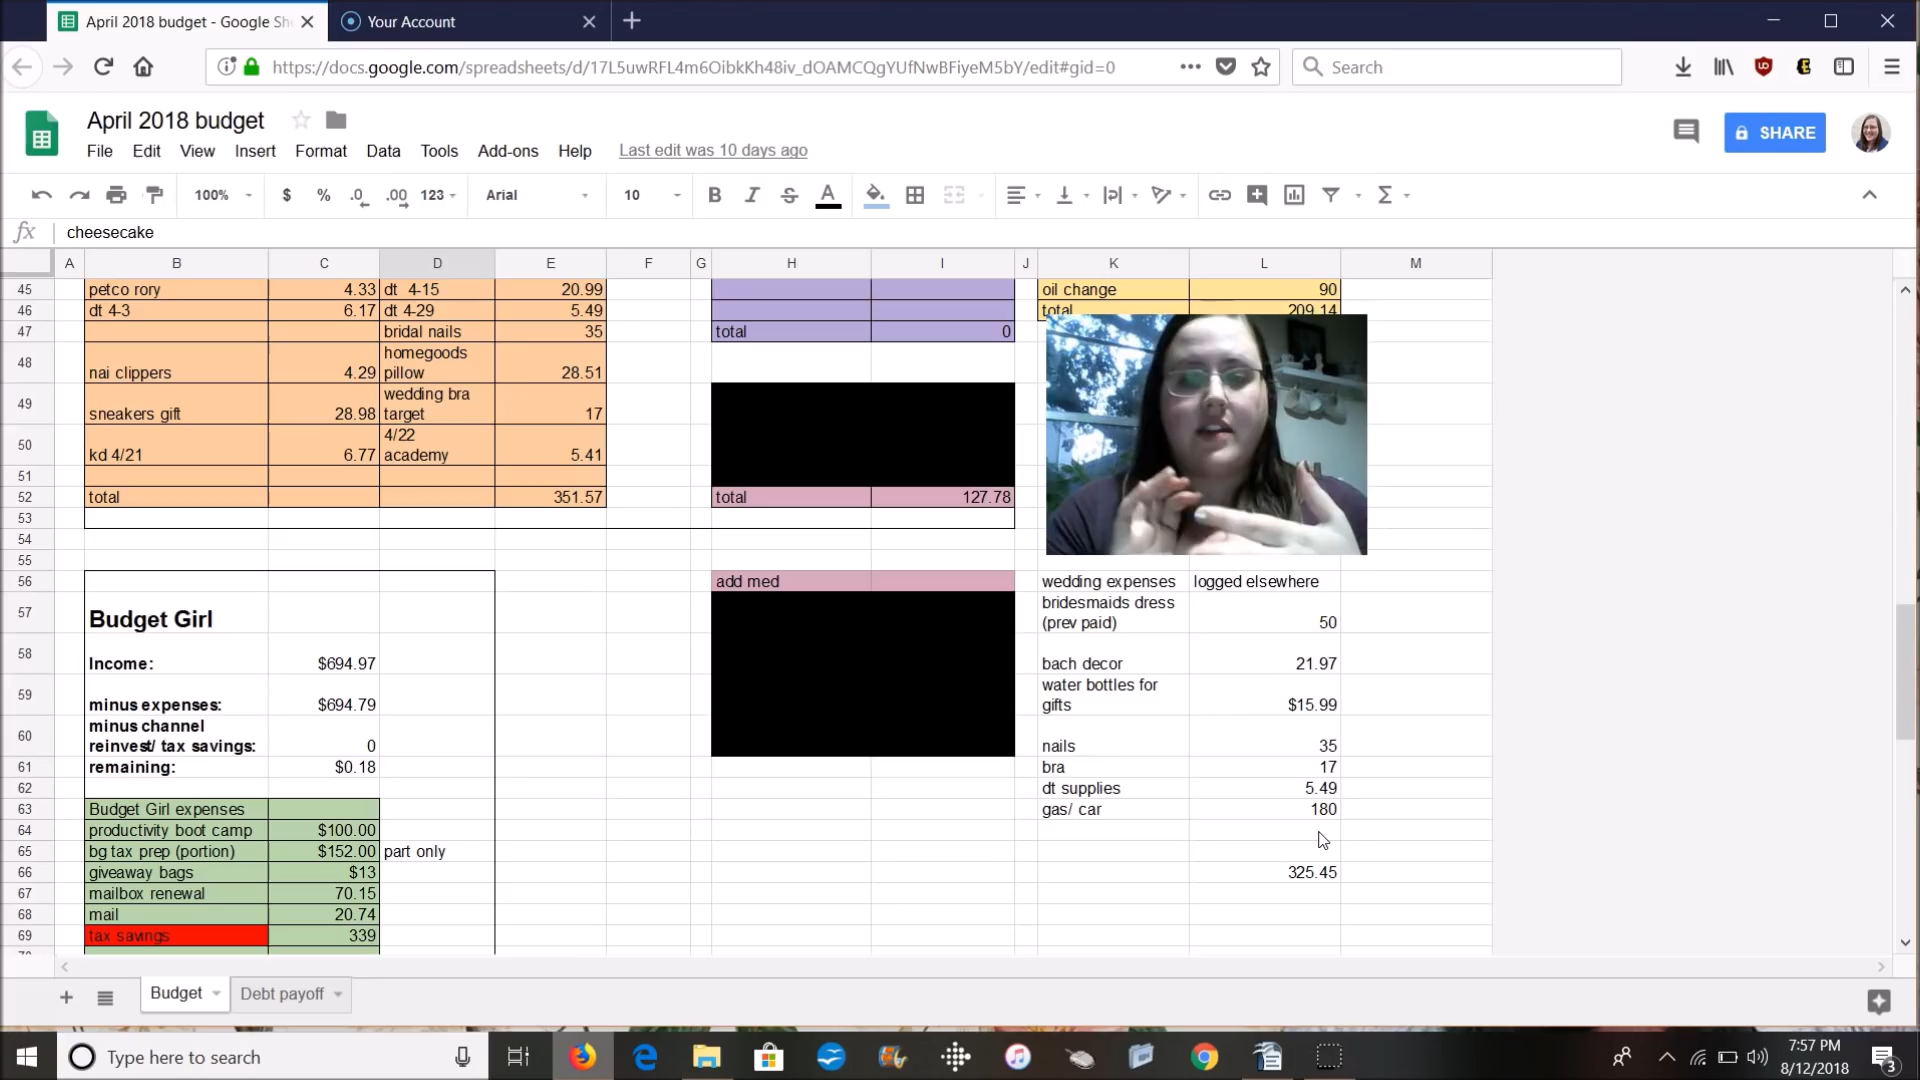 April 2018 budget - Google She
Your Account
https://docs.google.com/spreadsheets/d/17L5uwRFL4m6OibkKh48iv_dOAMCQgYUfNwBFiyeM5bY/edit#gid=0
Search
April 2018 budget
SHARE
File Edit View Insert Format Data Tools Add-ons Help Last edit was 10 days ago
100% $ % .0 .00 123 Arial 10 B I S A
fx cheesecake
A B C D E F G H I J K L M
45 petco rory 4.33 dt 4-15 20.99 oil change 90
46 dt 4-3 6.17 dt 4-29 5.49 total 209.14
47 bridal nails 35 total 0
48 nai clippers 4.29 homegoods pillow 28.51
49 sneakers gift 28.98 wedding bra target 17
50 kd 4/21 6.77 4/22 academy 5.41
51
52 total 351.57 total 127.78
53
54
55
56 add med wedding expenses logged elsewhere
57 Budget Girl bridesmaids dress (prev paid) 50
58 Income: $694.97 bach decor 21.97
59 minus expenses: $694.79 water bottles for gifts $15.99
60 minus channel reinvest/ tax savings: 0 nails 35
61 remaining: $0.18 bra 17
62 dt supplies 5.49
63 Budget Girl expenses gas/ car 180
64 productivity boot camp $100.00
65 bg tax prep (portion) $152.00 part only
66 giveaway bags $13 325.45
67 mailbox renewal 70.15
68 mail 20.74
69 tax savings 339
Budget Debt payoff
Type here to search
7:57 PM
8/12/2018
3